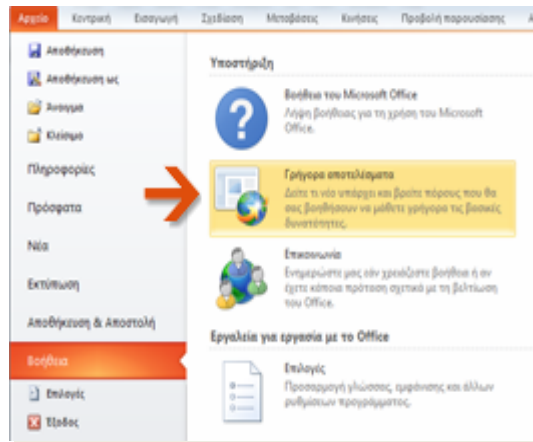 Αρχείο Κεντρική Εισαγωγή Σχεδίαση Μεταβάσεις Κινήσεις Προβολή παρουσίασης
Αποθήκευση
Αποθήκευση ως
Άνοιγμα
Κλείσιμο
Πληροφορίες
Πρόσφατα
Νέα
Εκτύπωση
Αποθήκευση & Αποστολή
Βοήθεια
Επιλογές
Έξοδος
Υποστήριξη
Βοήθεια του Microsoft Office
Λήψη βοήθειας για τη χρήση του Microsoft
Office.
Γρήγορα αποτελέσματα
Δείτε τι νέο υπάρχει και βρείτε πόρους που θα
σας βοηθήσουν να μάθετε γρήγορα τις βασικές
δυνατότητες.
Επικοινωνία
Ενημερώστε μας εάν χρειάζεστε βοήθεια ή αν
έχετε κάποια πρόταση σχετικά με τη βελτίωση
του Office.
Εργαλεία για εργασία με το Office
Επιλογές
Προσαρμογή γλώσσας, εμφάνισης και άλλων
ρυθμίσεων προγράμματος.